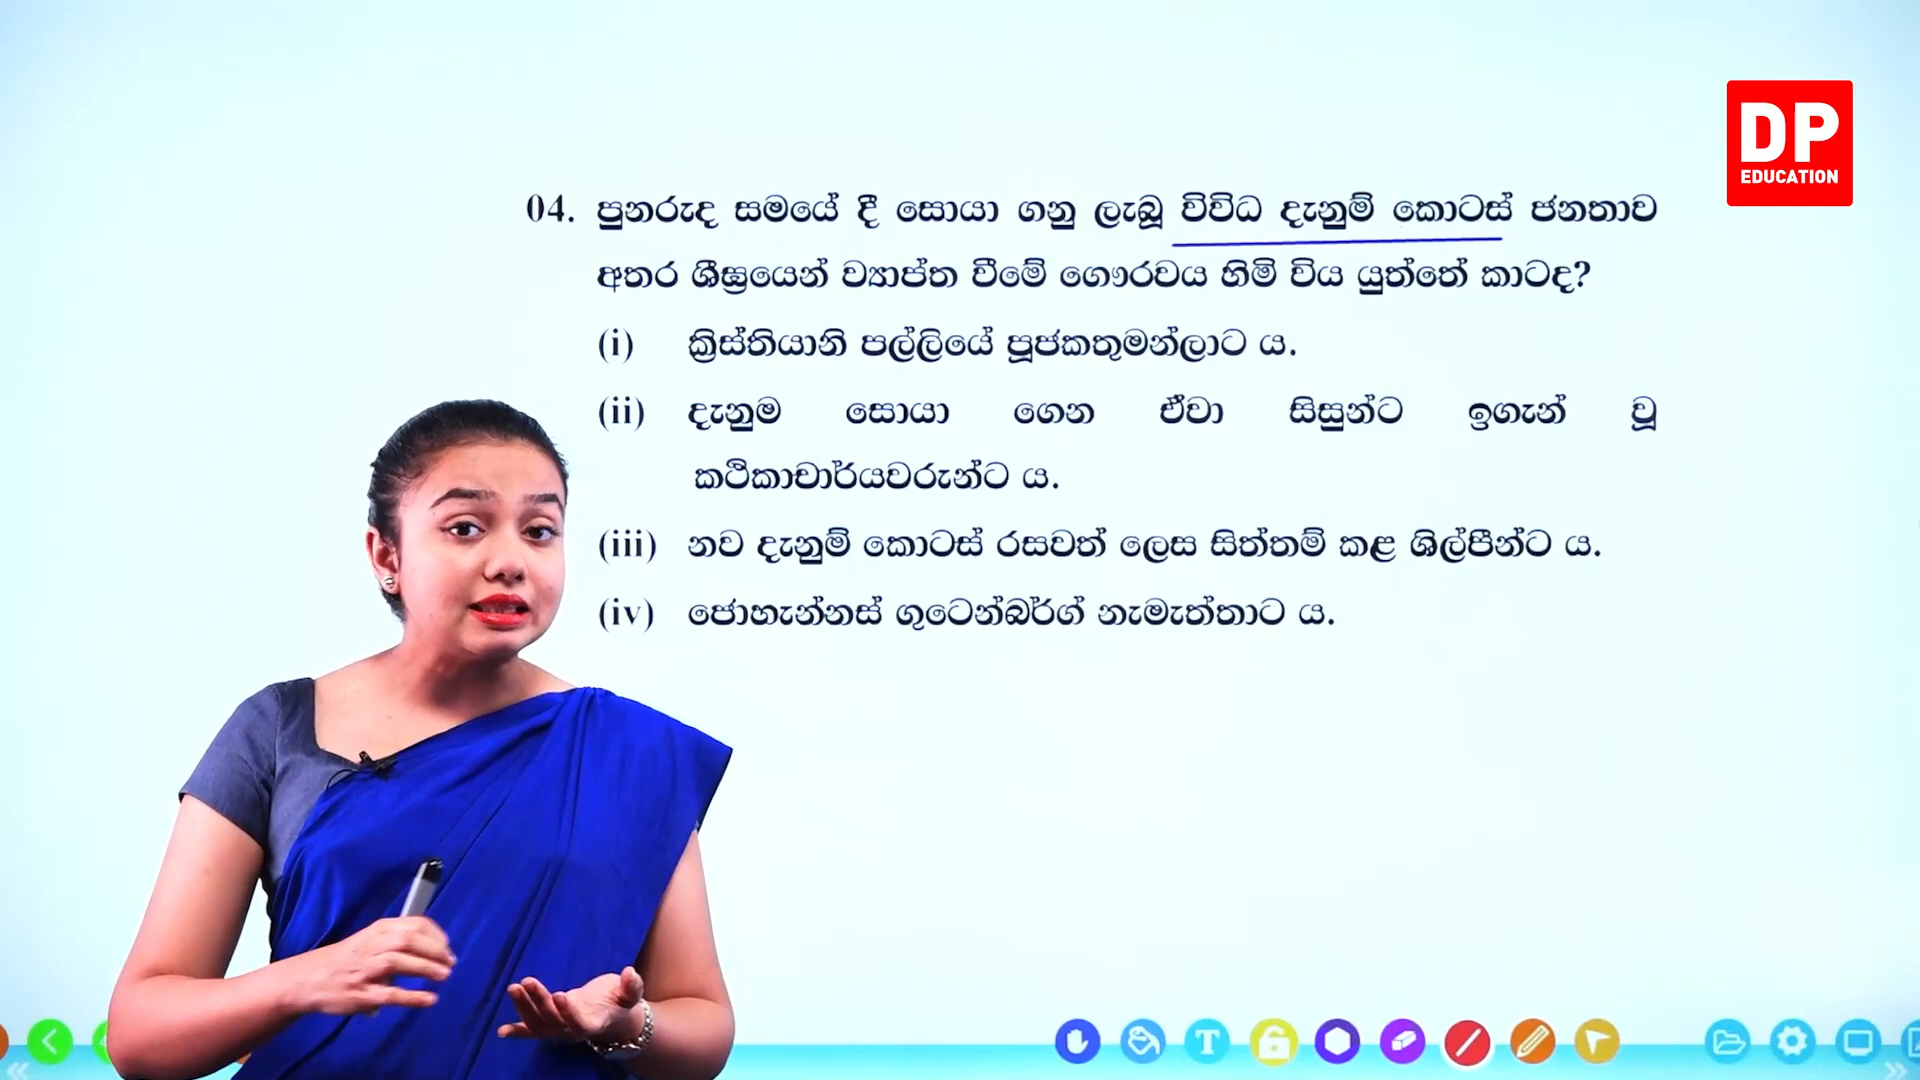 DP
EDUCATION
04. පුනරුද සමයේ දී සොයා ගනු ලැබූ විවිධ දැනුම් කොටස් ජනතාව
අතර ශීඝ්‍රයෙන් ව්‍යාප්ත වීමේ ගෞරවය හිමි විය යුත්තේ කාටද?
(i) ක්‍රිස්තියානි පල්ලියේ පූජකතුමන්ලාට ය.
(ii) දැනුම සොයා ගෙන ඒවා සිසුන්ට ඉගැන් වූ
කථිකාචාර්යවරුන්ට ය.
(iii) නව දැනුම් කොටස් රසවත් ලෙස සිත්තම් කළ ශිල්පීන්ට ය.
(iv) ජොහැන්නස් ගුටෙන්බර්ග් නැමැත්තාට ය.